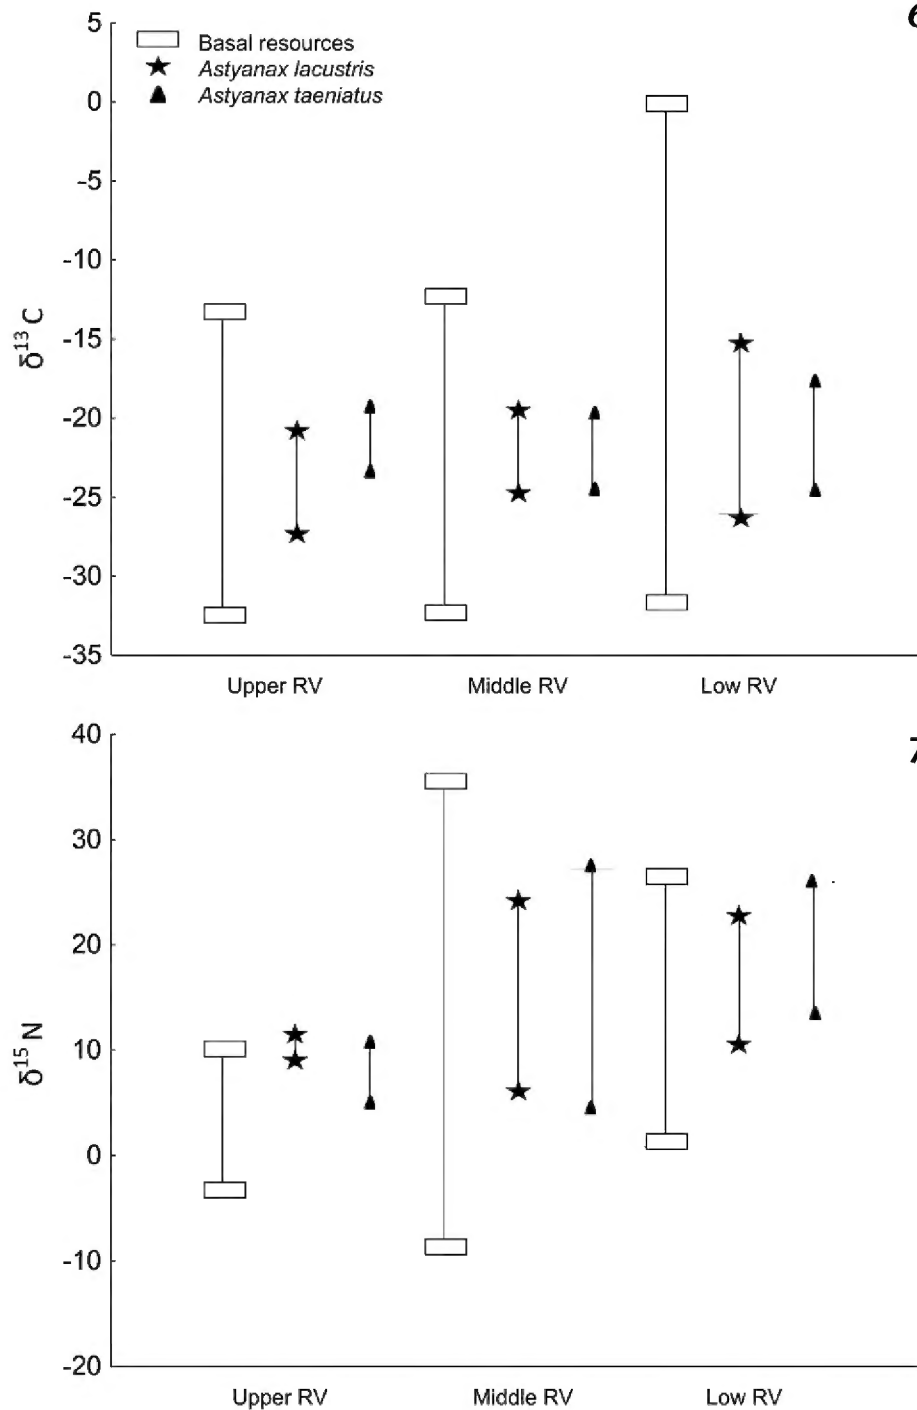 6
5
Basal resources
Astyanax lacustris
Astyanax taeniatus
0
-5
-10
-15
-20
-25
-30
-35
δ¹³ C
Upper RV
Middle RV
Low RV
7
40
30
20
10
0
-10
-20
δ¹⁵ N
Upper RV
Middle RV
Low RV